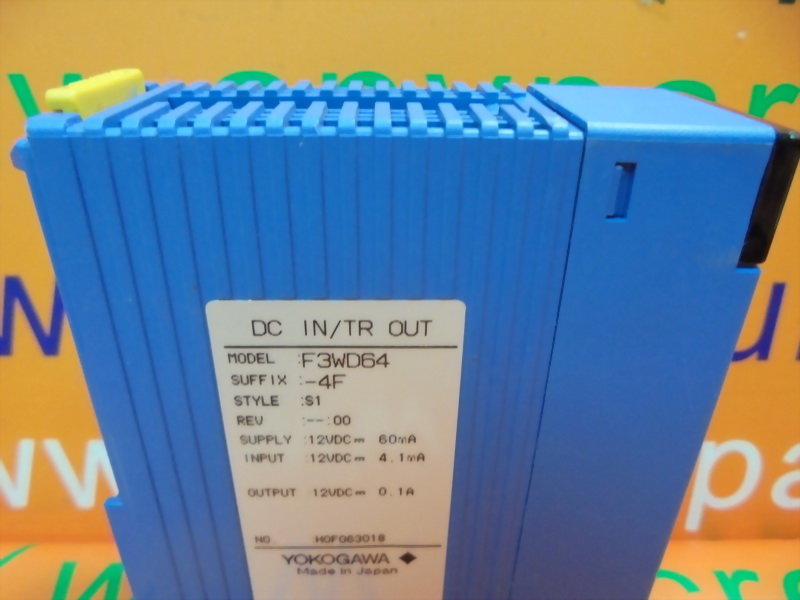 DC IN/TR OUT
MODEL :F3WD64
SUFFIX :-4F
STYLE :S1
REV :--:00
SUPPLY :12VDC⎓ 60mA
INPUT :12VDC⎓ 4.1mA
OUTPUT 12VDC⎓ 0.1A
NO H0FG63018
YOKOGAWA ◆
Made in Japan